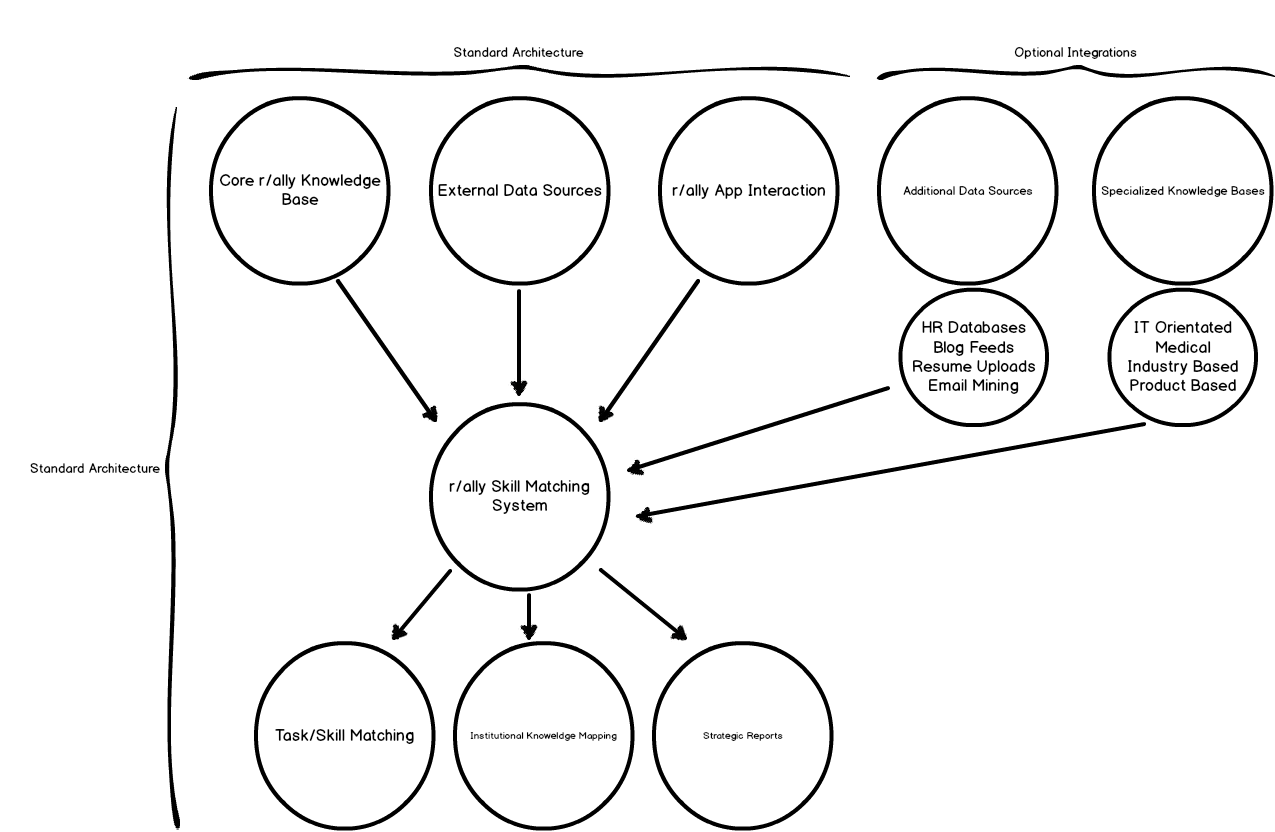 Standard Architecture
Optional Integrations
Core r/ally Knowledge
Base
External Data Sources
r/ally App Interaction
Additional Data Sources
Specialized Knowledge Bases
HR Databases
Blog Feeds
Resume Uploads
Email Mining
IT Orientated
Medical
Industry Based
Product Based
Standard Architecture
r/ally Skill Matching
System
Task/Skill Matching
Institutional Knoweldge Mapping
Strategic Reports